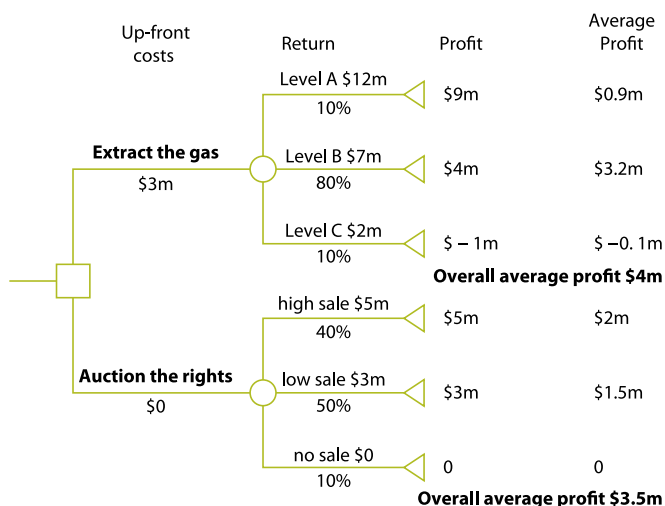 Up-front costs
Return
Profit
Average Profit
Level A $12m
10%
$9m
$0.9m
Extract the gas
$3m
Level B $7m
80%
$4m
$3.2m
Level C $2m
10%
$ – 1m
$ –0. 1m
Overall average profit $4m
high sale $5m
40%
$5m
$2m
Auction the rights
$0
low sale $3m
50%
$3m
$1.5m
no sale $0
10%
0
0
Overall average profit $3.5m